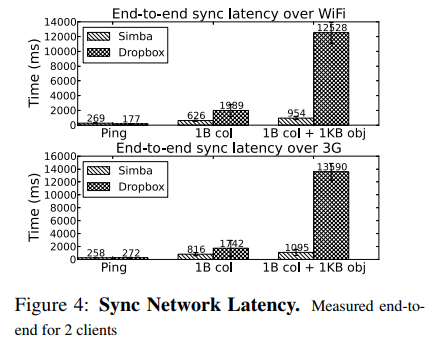 End-to-end sync latency over WiFi
14000
12000
10000
8000
6000
4000
2000
0
Time (ms)
Simba
Dropbox
269 177
626 1989
954 12528
Ping 1B col 1B col + 1KB obj
End-to-end sync latency over 3G
16000
14000
12000
10000
8000
6000
4000
2000
0
Time (ms)
Simba
Dropbox
258 272
816 1742
1095 13590
Ping 1B col 1B col + 1KB obj
Figure 4: Sync Network Latency. Measured end-to-
end for 2 clients